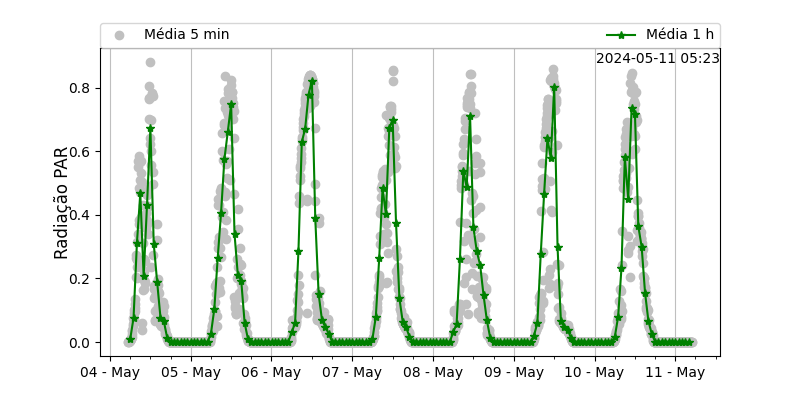 Média 5 min
Média 1 h
2024-05-11 05:23
Radiação PAR
0.8
0.6
0.4
0.2
0.0
04 - May
05 - May
06 - May
07 - May
08 - May
09 - May
10 - May
11 - May